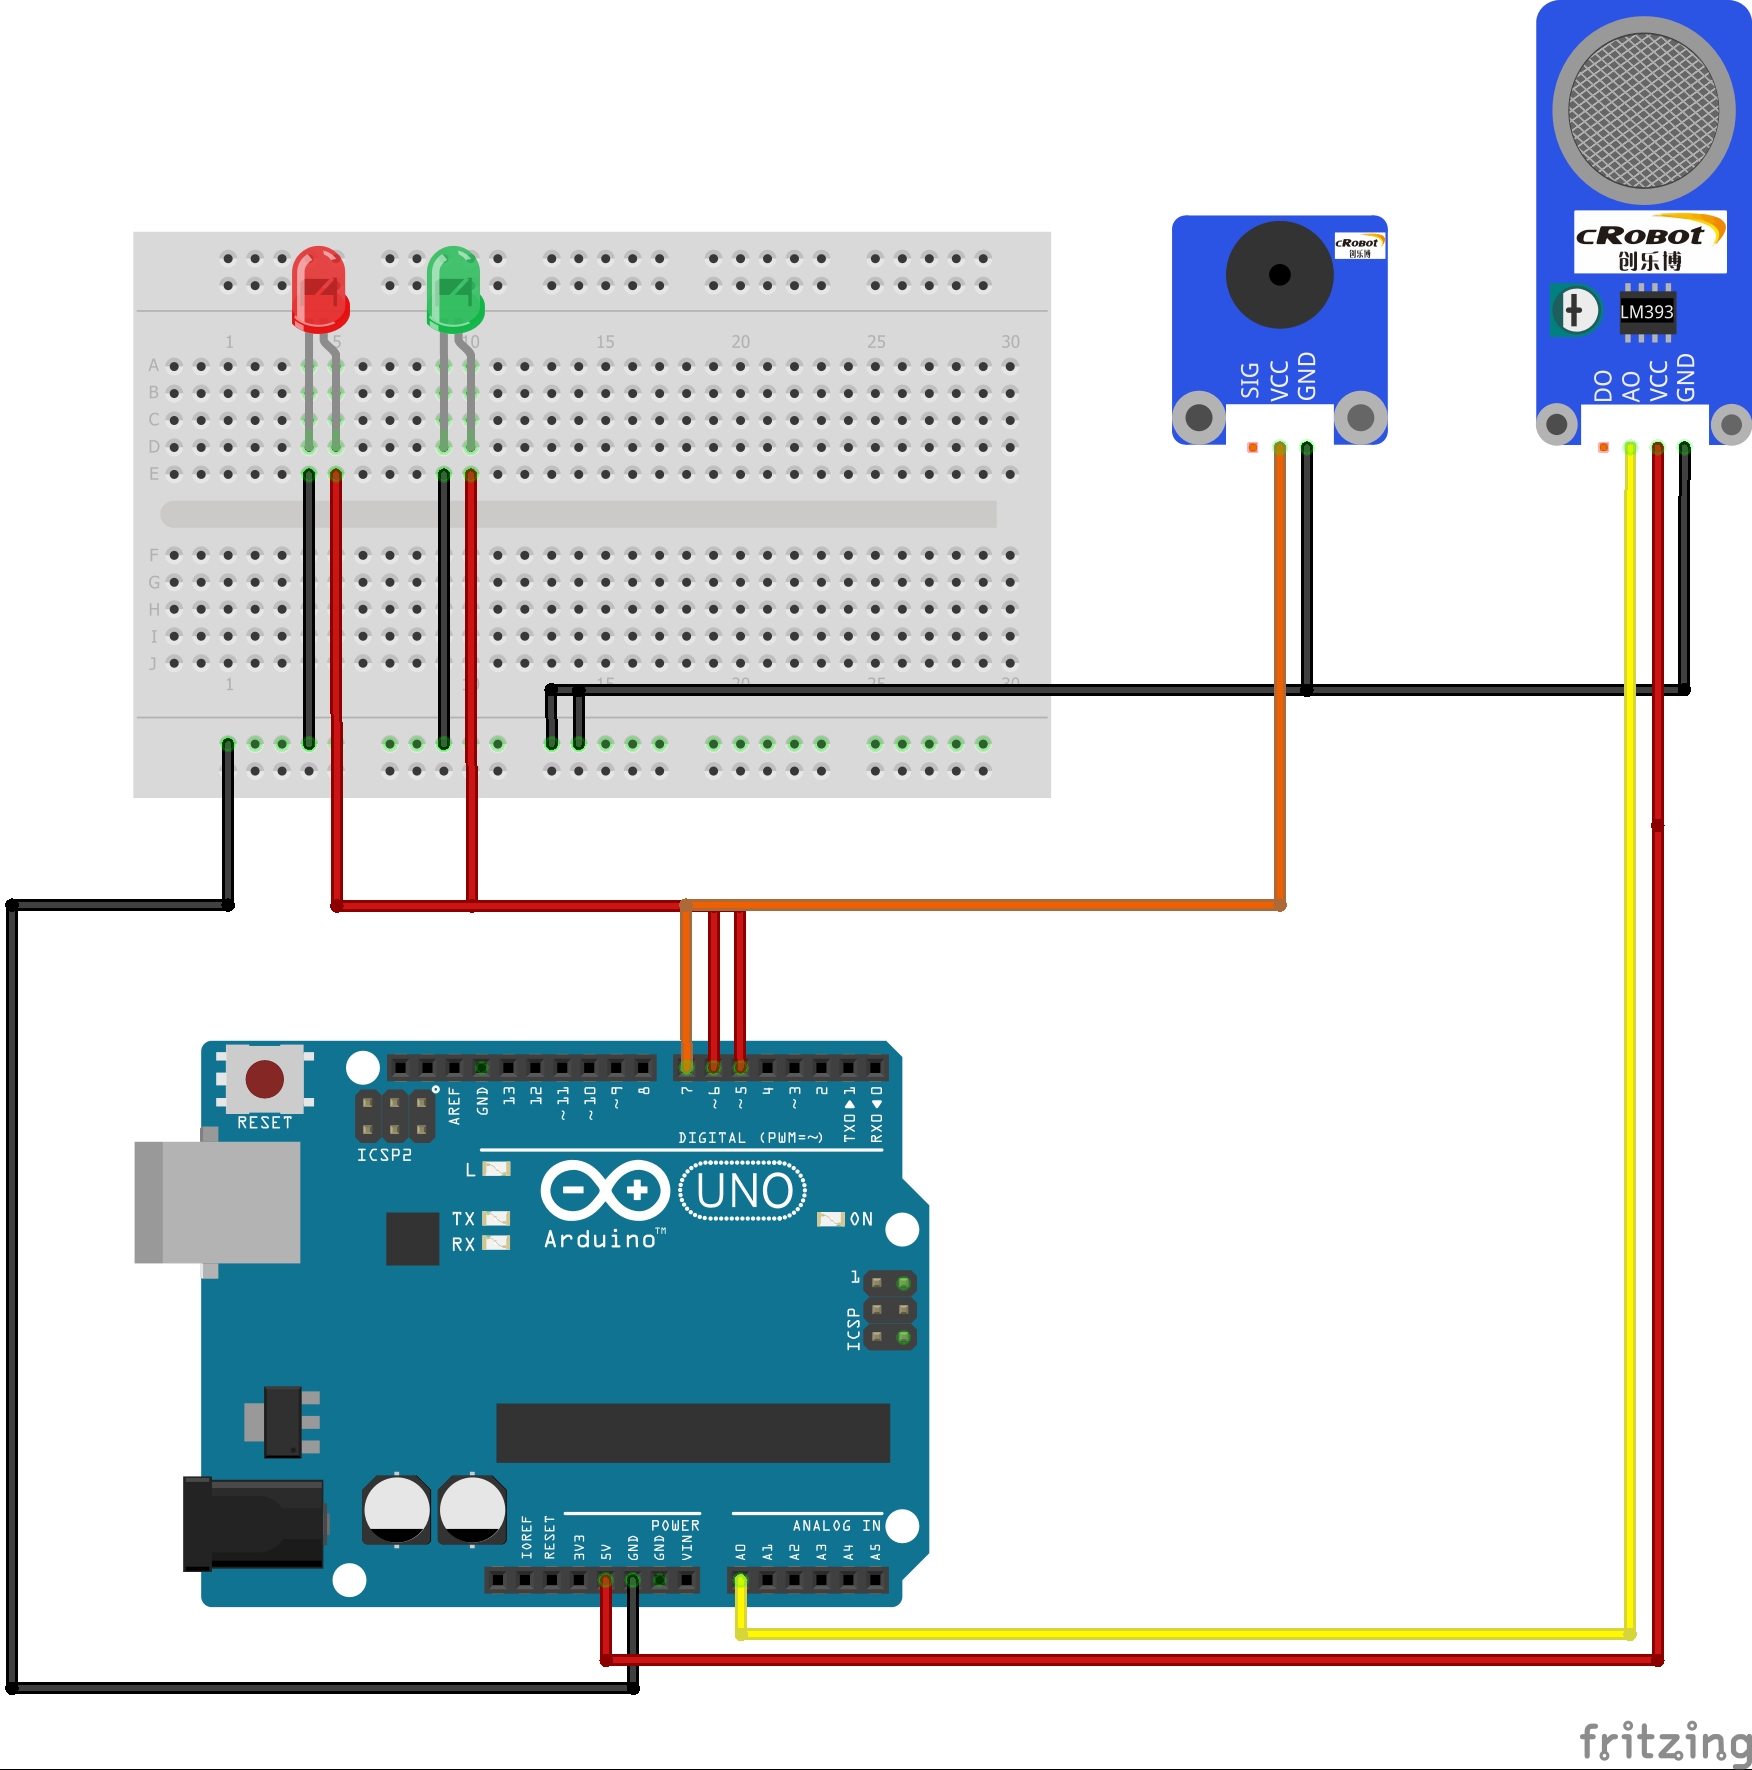 cRoBoT
创乐博
LM393
DO
AO
VCC
GND
cRoBoT
创乐博
SIG
VCC
GND
1 5 10 15 20 25 30
A
B
C
D
E
F
G
H
I
J
1 10 15 20 25 30
RESET
ICSP2
AREF
GND
13
12
~11
~10
~9
8
7
~6
~5
4
~3
2
TX0▶1
RX0◀0
DIGITAL (PWM=~)
L
TX
RX
Arduino™
UNO
ON
1
ICSP
IOREF
RESET
3V3
5V
GND
GND
VIN
POWER
ANALOG IN
A0
A1
A2
A3
A4
A5
fritzing